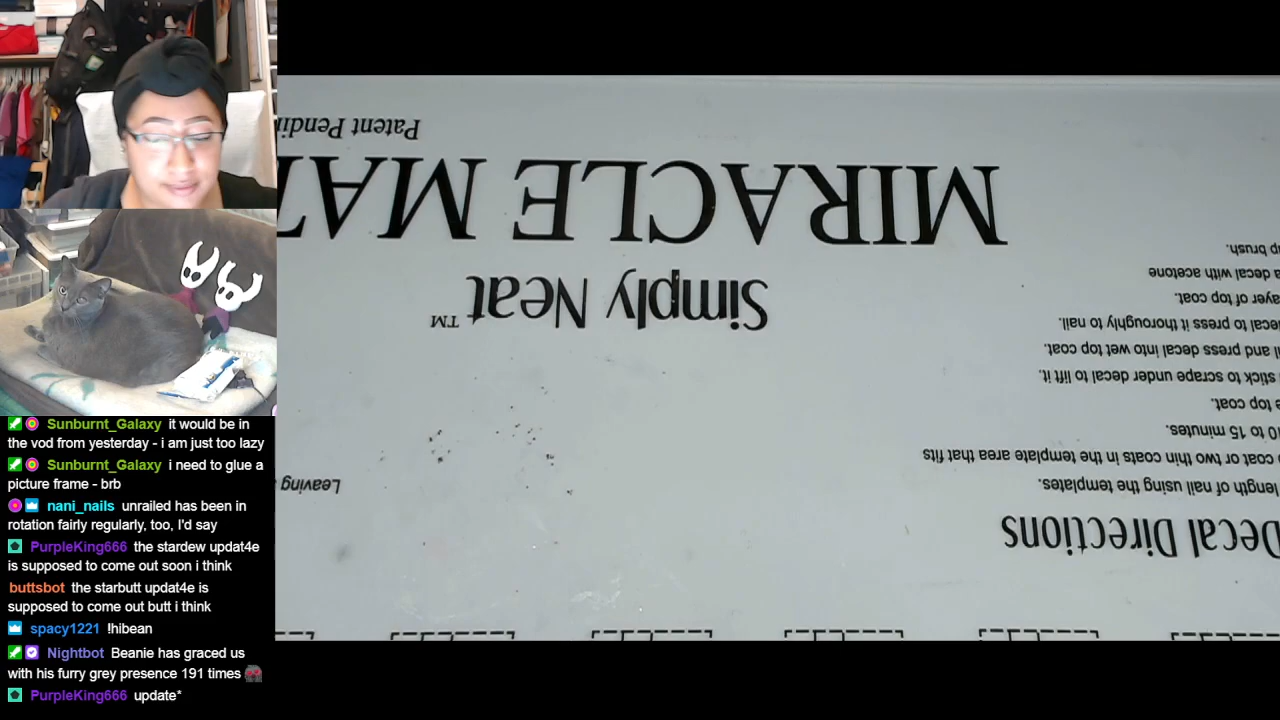 Sunburnt_Galaxy it would be in
the vod from yesterday - i am just too lazy
Sunburnt_Galaxy i need to glue a
picture frame - brb
nani_nails unrailed has been in
rotation fairly regularly, too, I'd say
PurpleKing666 the stardew updat4e
is supposed to come out soon i think
buttsbot the starbutt updat4e is
supposed to come out butt i think
spacy1221 !hibean
Nightbot Beanie has graced us
with his furry grey presence 191 times
PurpleKing666 update*
Decal Directions
length of nail using the templates.
coat or two thin coats in the template area that fits
10 to 15 minutes.
top coat.
stick to scrape under decal to lift it.
and press decal into wet top coat.
decal to press it thoroughly to nail.
layer of top coat.
decal with acetone
up brush.
Leaving
Simply Neat™
MIRACLE MAT
Patent Pending